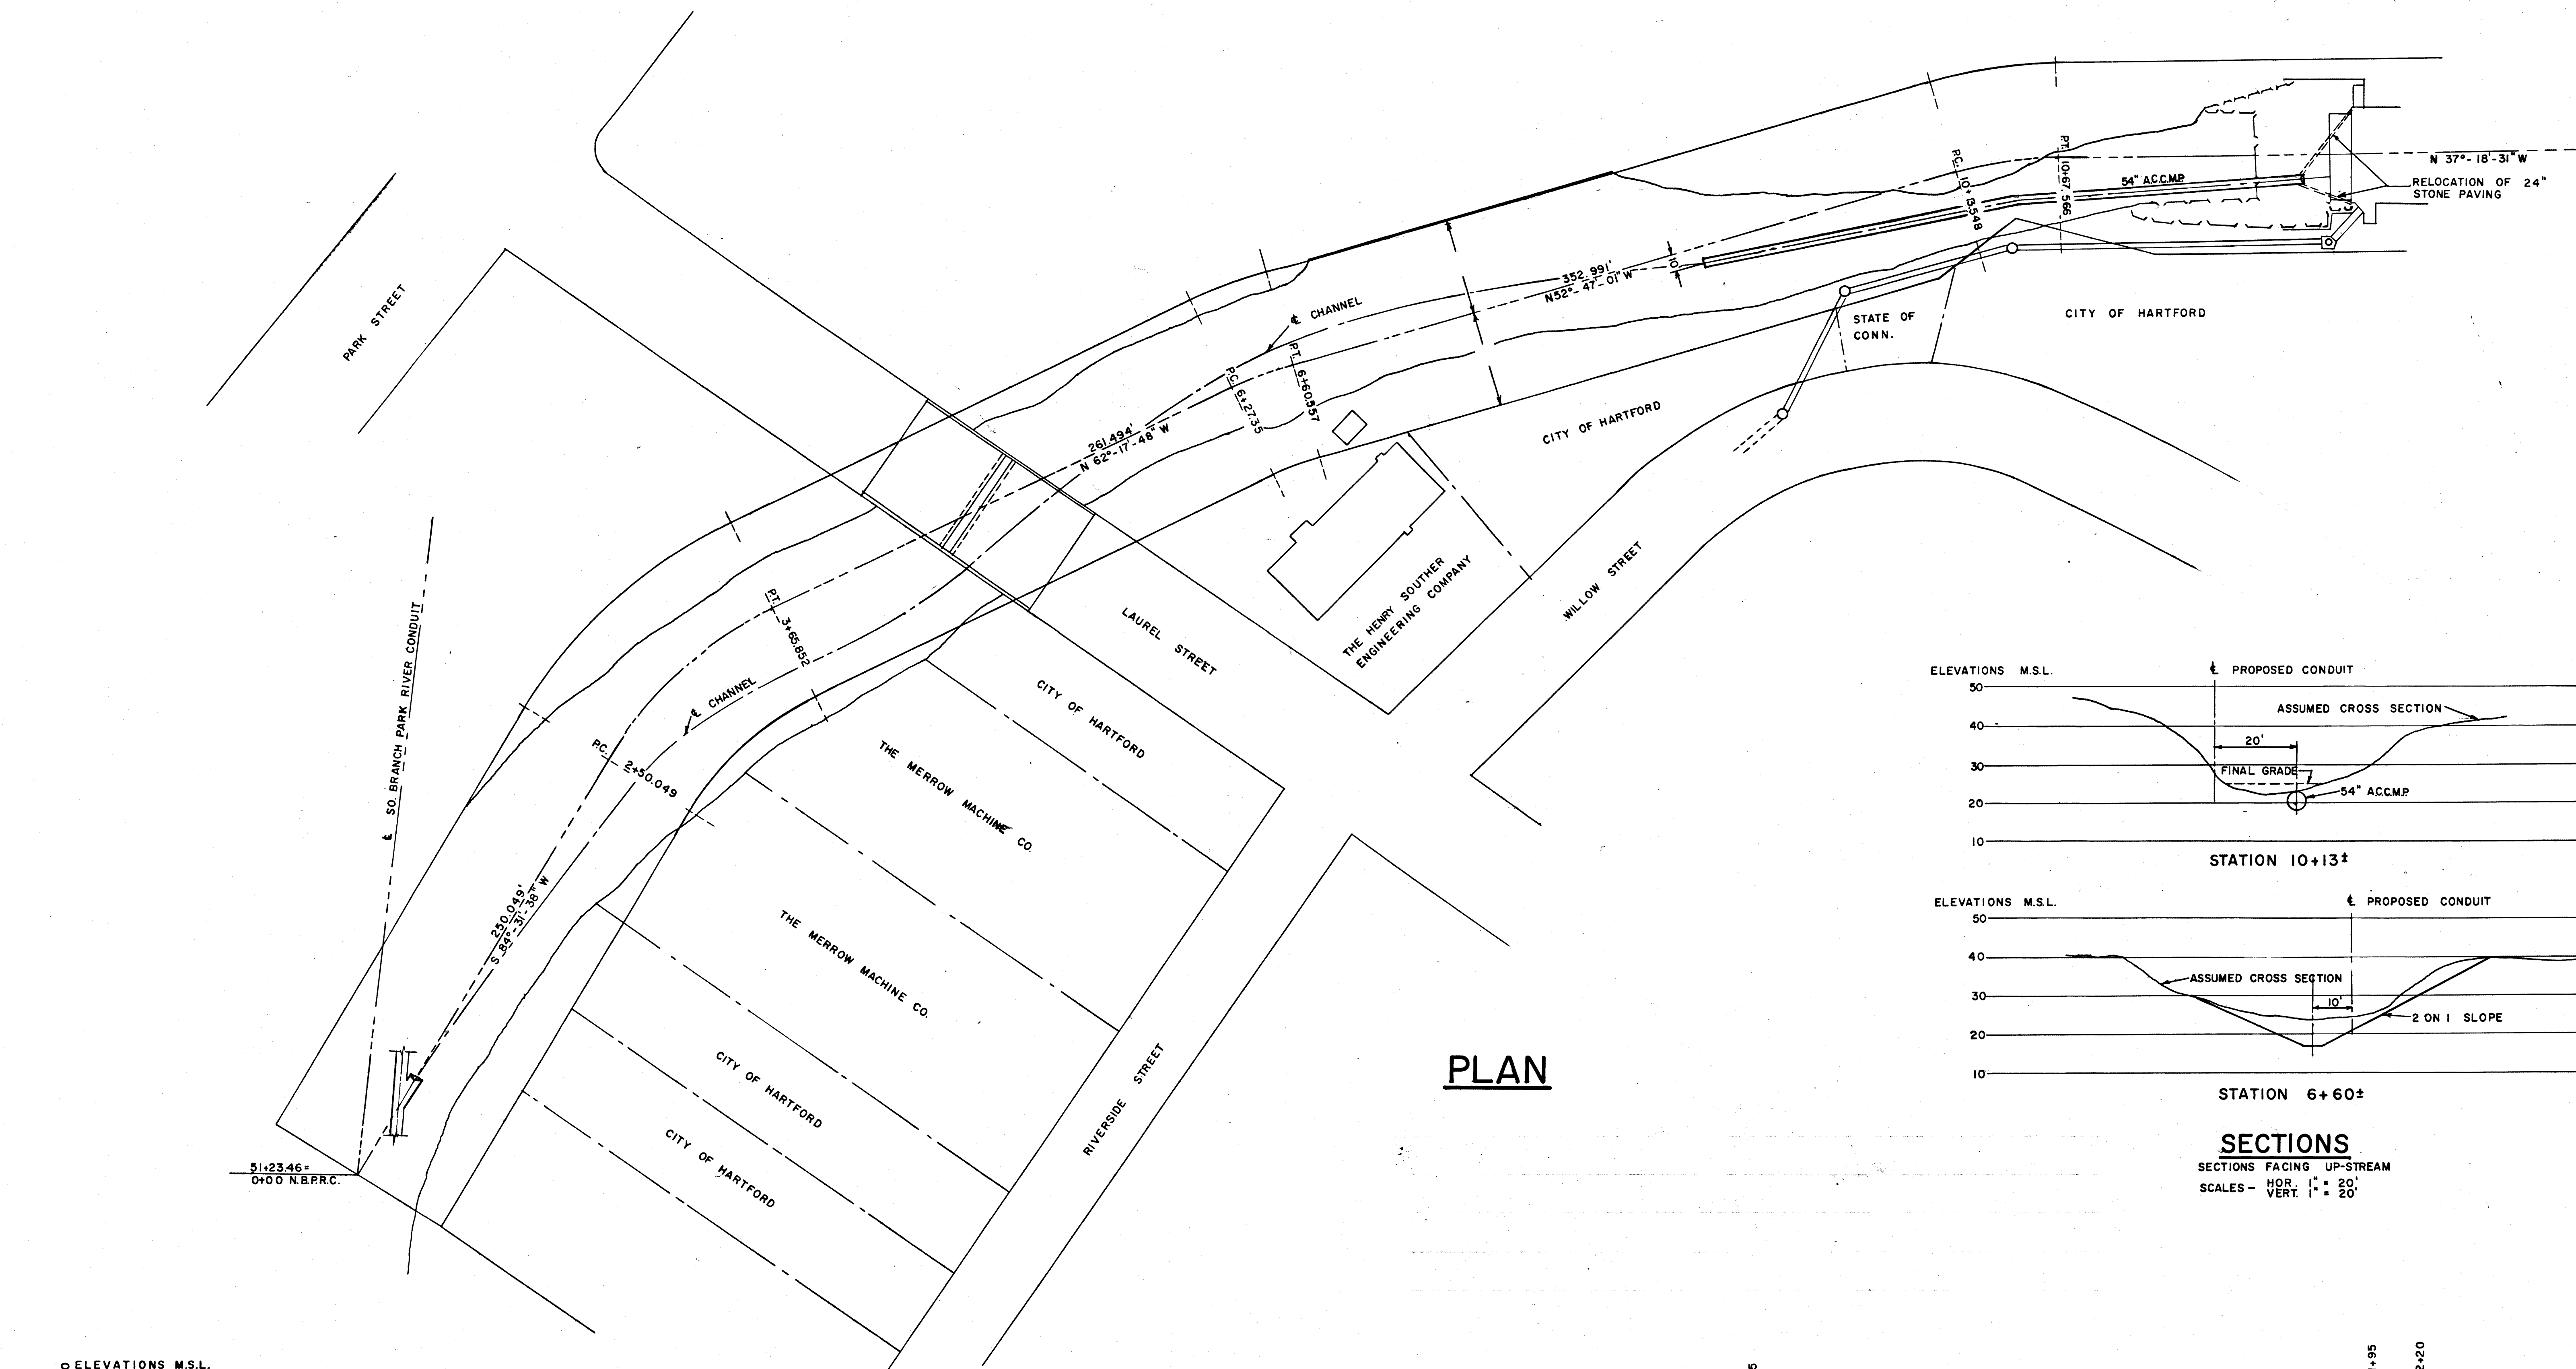 N 37°-18'-31" W
RELOCATION OF 24"
STONE PAVING
54" A.C.C.M.P.
P.T. 10+67.566
P.C. 10+13.548
10'
352.991'
N52°-47'-01" W
℄ CHANNEL
P.T. 6+60.557
P.C. 6+27.35
261.494'
N 62°-17'-48" W
STATE OF
CONN.
CITY OF HARTFORD
CITY OF HARTFORD
PARK STREET
WILLOW STREET
THE HENRY SOUTHER
ENGINEERING COMPANY
LAUREL STREET
P.T. 3+65.852
℄ CHANNEL
P.C. 2+50.049
℄ SO. BRANCH PARK RIVER CONDUIT
250.049'
S 84°-31'-38" W
51+23.46 =
0+00 N.B.P.R.C.
CITY OF HARTFORD
THE MERROW MACHINE CO.
THE MERROW MACHINE CO.
CITY OF HARTFORD
CITY OF HARTFORD
RIVERSIDE STREET
PLAN
ELEVATIONS M.S.L.
℄ PROPOSED CONDUIT
50
ASSUMED CROSS SECTION
40
20'
30
FINAL GRADE
54" A.C.C.M.P.
20
10
STATION 10+13±
ELEVATIONS M.S.L.
℄ PROPOSED CONDUIT
50
40
ASSUMED CROSS SECTION
30
10'
2 ON 1 SLOPE
20
10
STATION 6+60±
SECTIONS
SECTIONS FACING UP-STREAM
SCALES - HOR. 1" = 20'
VERT. 1" = 20'
ELEVATIONS M.S.L.
+95
2+20